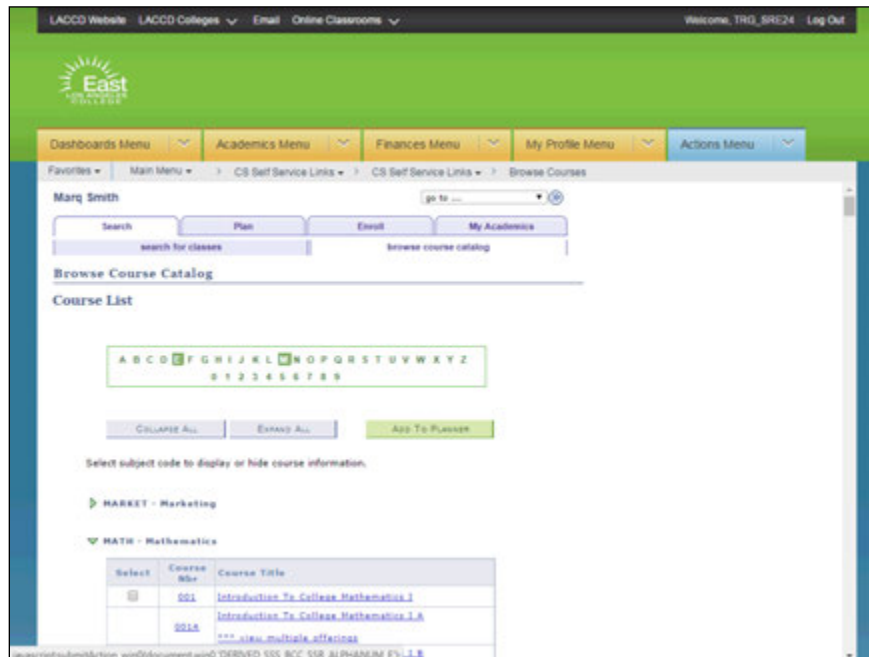 LACCD Website LACCD Colleges Email Online Classrooms Welcome, TRG_SRE24 Log Out
East
LOS ANGELES
COLLEGE
Dashboards Menu Academics Menu Finances Menu My Profile Menu Actions Menu
Favorites Main Menu > CS Self Service Links > CS Self Service Links > Browse Courses
Marq Smith go to ...
Search Plan Enroll My Academics
search for classes browse course catalog
Browse Course Catalog
Course List
A B C D E F G H I J K L M N O P Q R S T U V W X Y Z
0 1 2 3 4 5 6 7 8 9
COLLAPSE ALL EXPAND ALL ADD TO PLANNER
Select subject code to display or hide course information.
MARKET - Marketing
MATH - Mathematics
Select Course Nbr Course Title
001 Introduction To College Mathematics I
001A Introduction To College Mathematics I A
*** view multiple offerings
I B